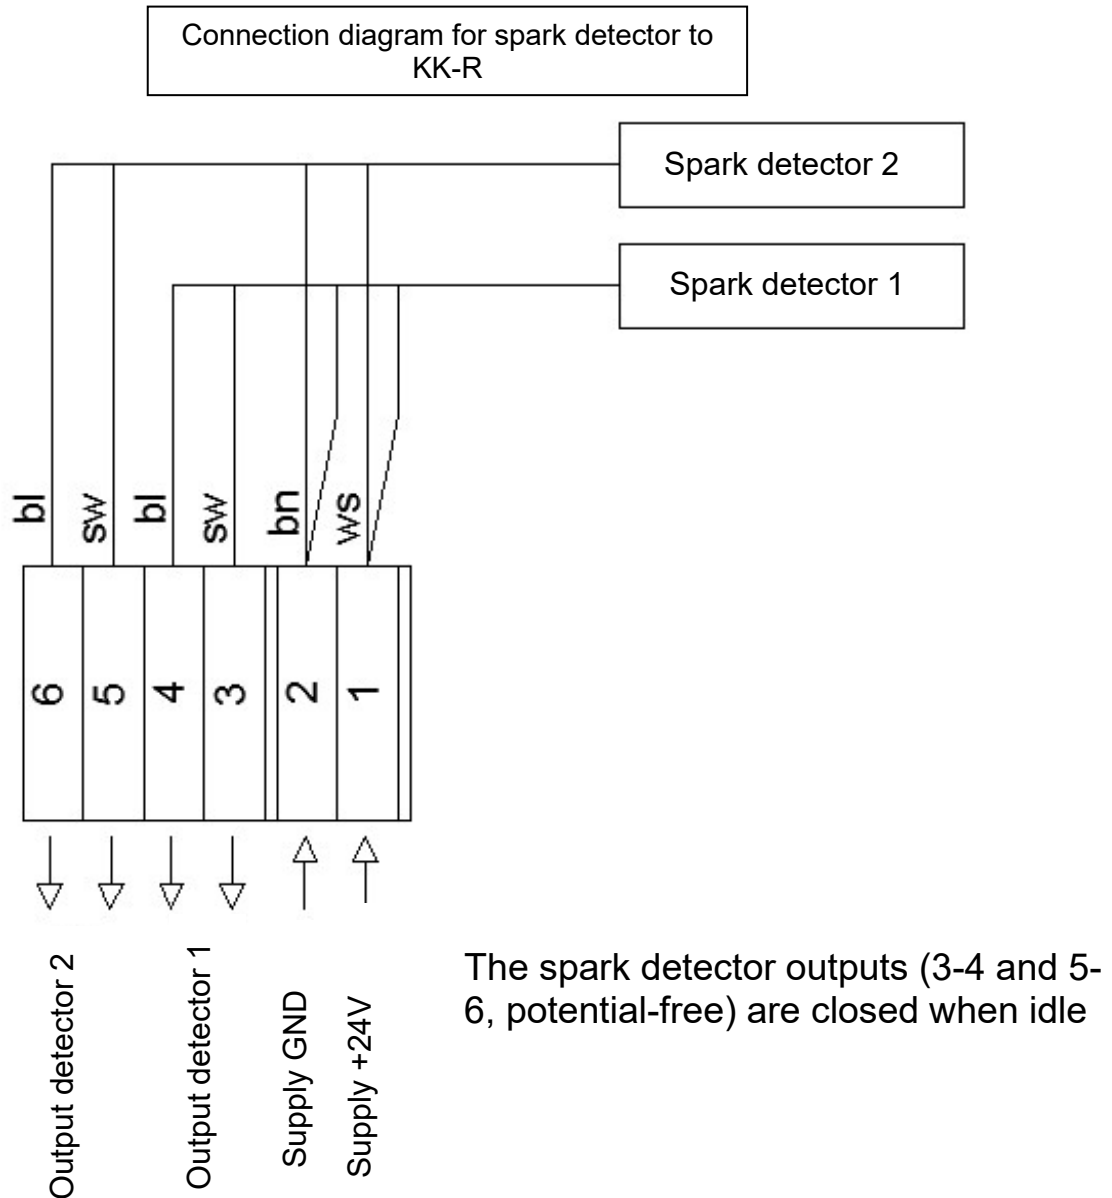 Connection diagram for spark detector to
KK-R
Spark detector 2
Spark detector 1
bl
sw
bl
sw
bn
ws
6
5
4
3
2
1
Output detector 2
Output detector 1
Supply GND
Supply +24V
The spark detector outputs (3-4 and 5-
6, potential-free) are closed when idle